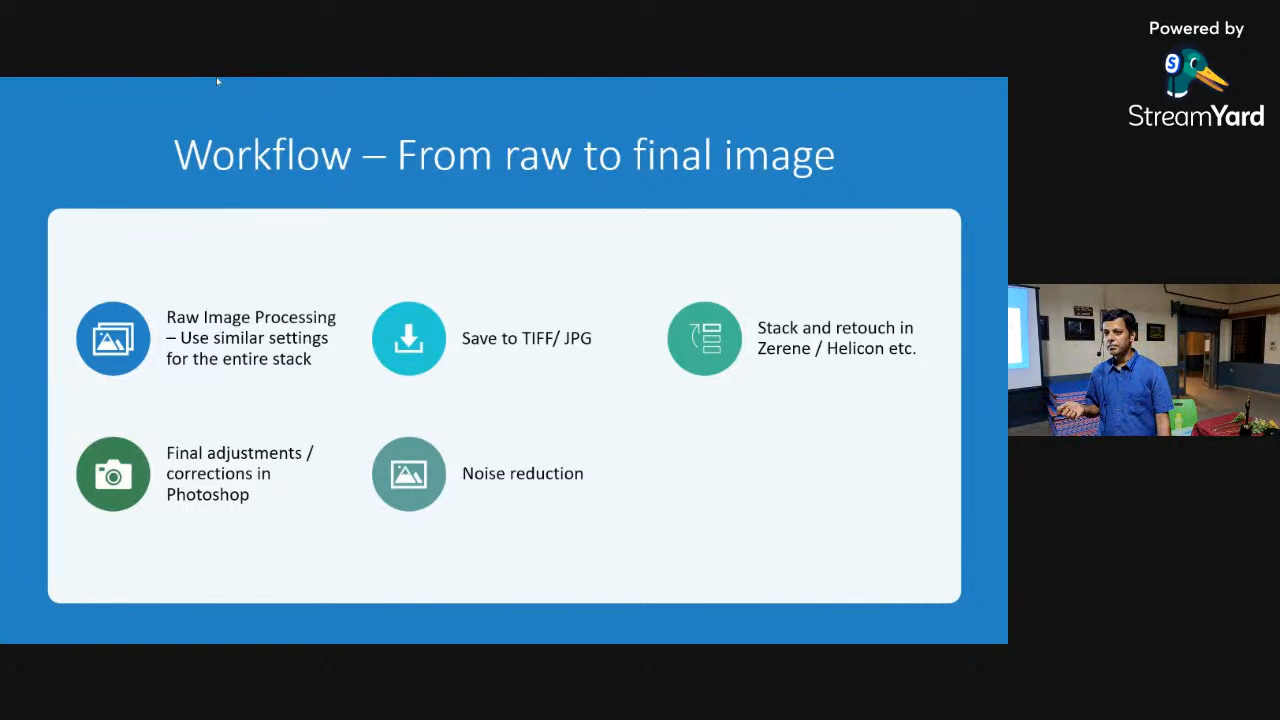 Powered by
StreamYard
Workflow – From raw to final image
Raw Image Processing
– Use similar settings
for the entire stack
Save to TIFF/ JPG
Stack and retouch in
Zerene / Helicon etc.
Final adjustments /
corrections in
Photoshop
Noise reduction